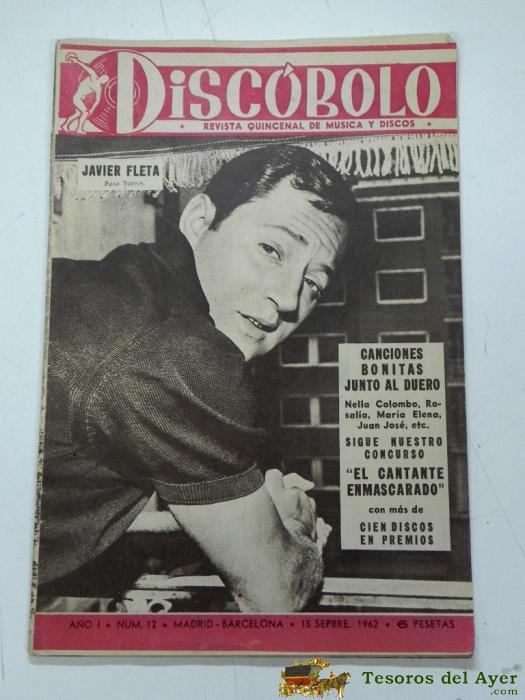 DISCÓBOLO
REVISTA QUINCENAL DE MUSICA Y DISCOS
JAVIER FLETA
Foto Torres.
CANCIONES
BONITAS
JUNTO AL DUERO
Nella Colombo, Ro-
salia, Maria Elena,
Juan José, etc.
SIGUE NUESTRO
CONCURSO
"EL CANTANTE
ENMASCARADO"
con más de
CIEN DISCOS
EN PREMIOS
AÑO I • NUM. 12 • MADRID-BARCELONA • 15 SEPBRE. 1962 • 6 PESETAS
Tesoros del Ayer.com